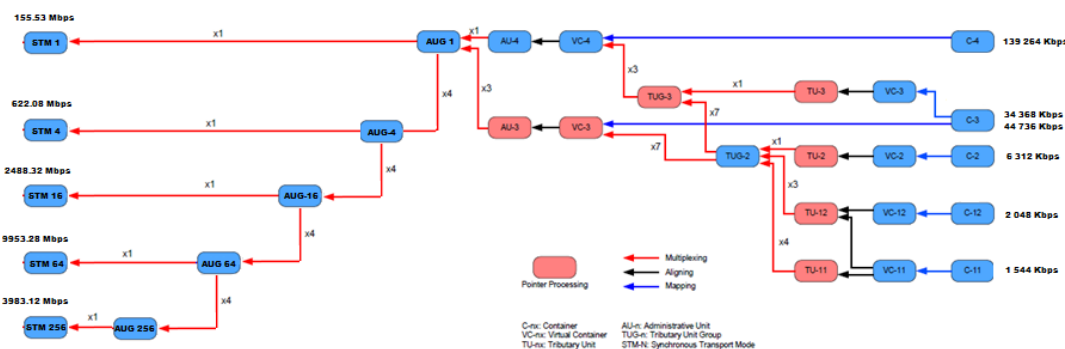 155.53 Mbps
STM 1
x1
AUG 1
x1
AU-4
VC-4
C-4
139 264 Kbps
x4
x3
x3
TUG-3
x1
TU-3
VC-3
C-3
34 368 Kbps
44 736 Kbps
622.08 Mbps
STM 4
x1
AUG-4
AU-3
VC-3
x7
x7
TUG-2
x1
TU-2
VC-2
C-2
6 312 Kbps
2488.32 Mbps
STM 16
x1
AUG-16
x4
x3
TU-12
VC-12
C-12
2 048 Kbps
9953.28 Mbps
STM 64
x1
AUG 64
x4
x4
TU-11
VC-11
C-11
1 544 Kbps
3983.12 Mbps
STM 256
x1
AUG 256
x4
Pointer Processing
Multiplexing
Aligning
Mapping
C-nx: Container
VC-nx: Virtual Container
TU-nx: Tributary Unit
AU-n: Administrative Unit
TUG-n: Tributary Unit Group
STM-N: Synchronous Transport Mode